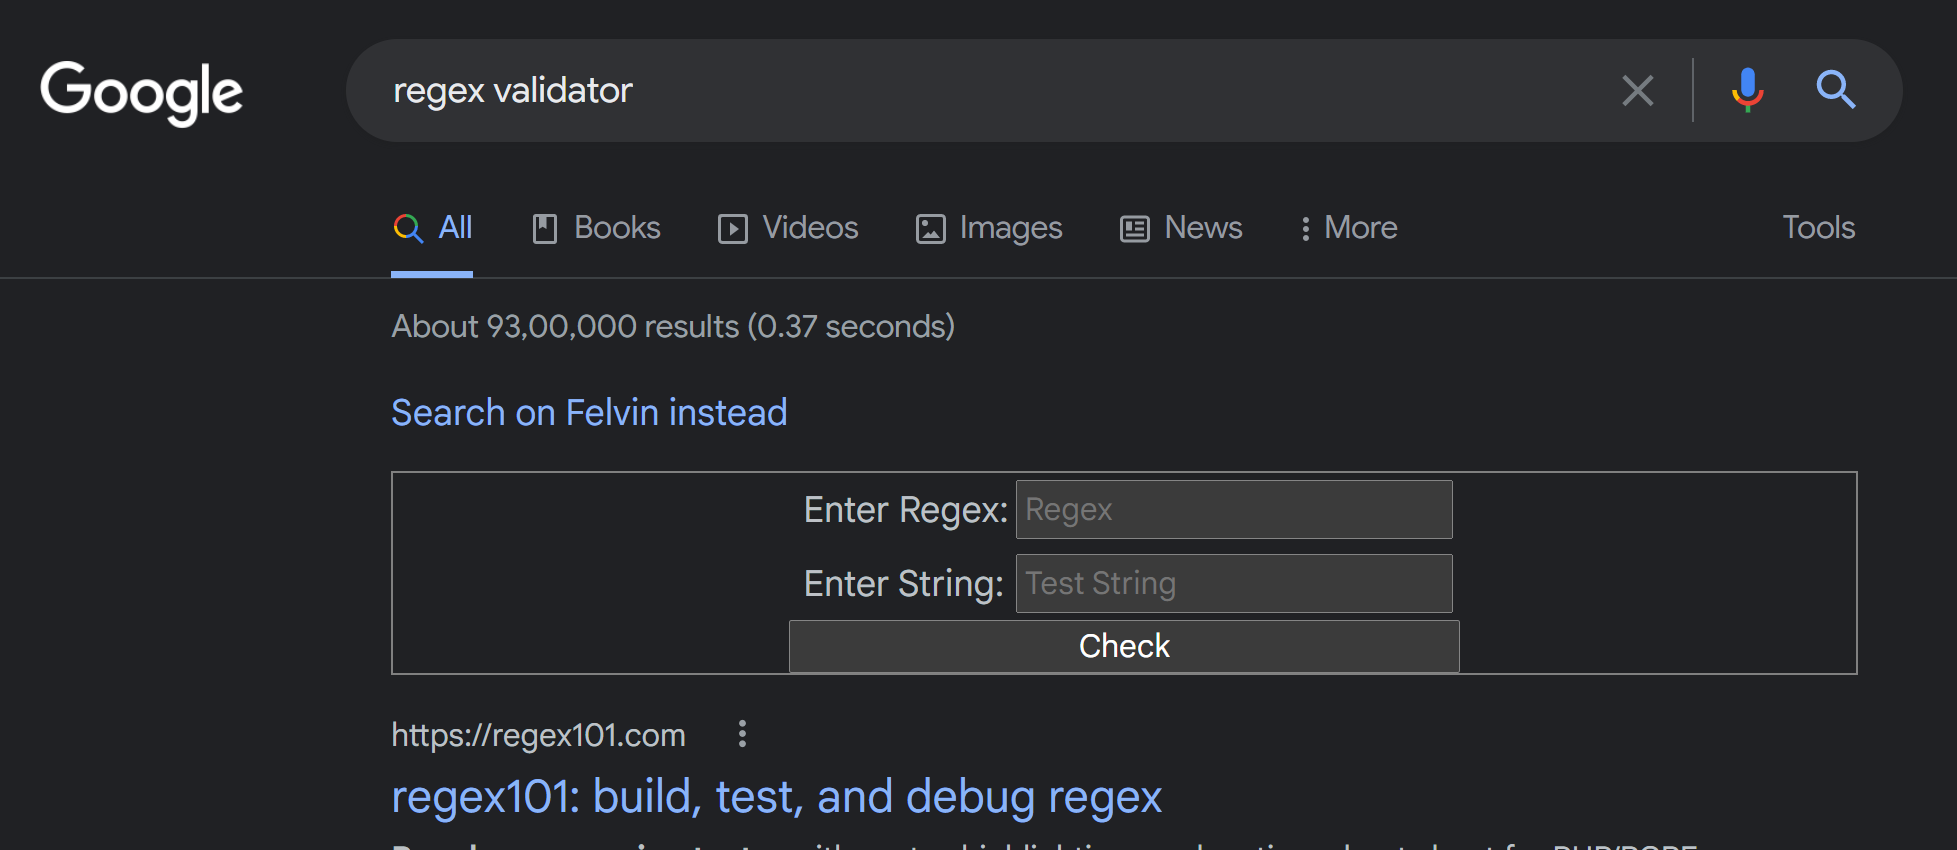 Google
regex validator
All Books Videos Images News More Tools
About 93,00,000 results (0.37 seconds)
Search on Felvin instead
Enter Regex: Regex
Enter String: Test String
Check
https://regex101.com
regex101: build, test, and debug regex